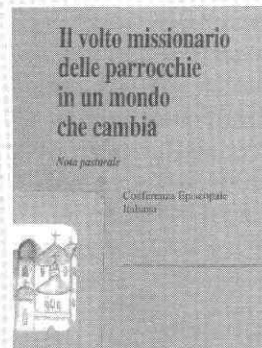 Il volto missionario
delle parrocchie
in un mondo
che cambia
Nota pastorale
Conferenza Episcopale
Italiana